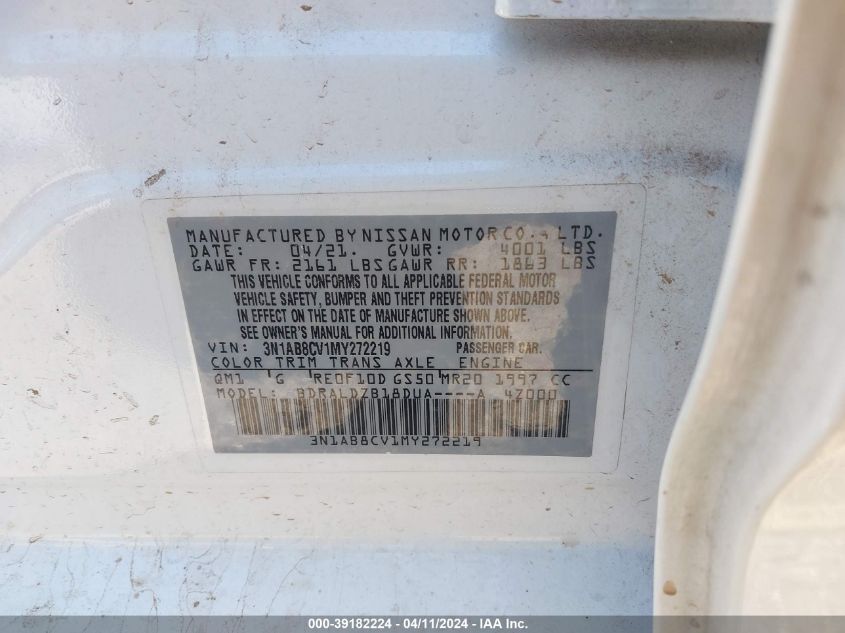 MANUFACTURED BY NISSAN MOTOR CO., LTD.
DATE: 04/21. GVWR: 4001 LBS
GAWR FR: 2161 LBS GAWR RR: 1863 LBS
THIS VEHICLE CONFORMS TO ALL APPLICABLE FEDERAL MOTOR
VEHICLE SAFETY, BUMPER AND THEFT PREVENTION STANDARDS
IN EFFECT ON THE DATE OF MANUFACTURE SHOWN ABOVE.
SEE OWNER'S MANUAL FOR ADDITIONAL INFORMATION.
VIN: 3N1AB8CV1MY272219 PASSENGER CAR.
COLOR TRIM TRANS AXLE ENGINE
QM1 G RE0F10D GS50 MR20 1997 CC
MODEL: BDRALDZB18DUA----A 4Z000
3N1AB8CV1MY272219
000-39182224 - 04/11/2024 - IAA Inc.